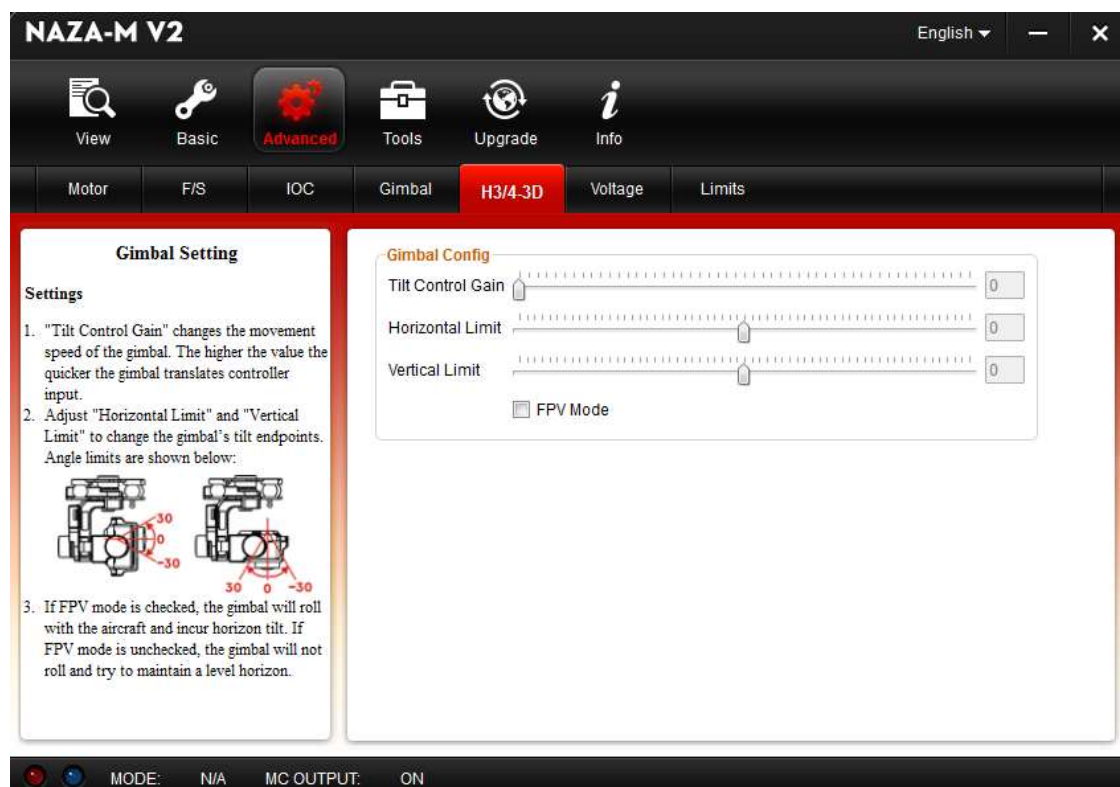 NAZA-M V2
English
View Basic Advanced Tools Upgrade Info
Motor F/S IOC Gimbal H3/4-3D Voltage Limits
Gimbal Setting
Settings
1. "Tilt Control Gain" changes the movement
speed of the gimbal. The higher the value the
quicker the gimbal translates controller
input.
2. Adjust "Horizontal Limit" and "Vertical
Limit" to change the gimbal's tilt endpoints.
Angle limits are shown below:
30
0
-30
30 0 -30
3. If FPV mode is checked, the gimbal will roll
with the aircraft and incur horizon tilt. If
FPV mode is unchecked, the gimbal will not
roll and try to maintain a level horizon.
Gimbal Config
Tilt Control Gain 0
Horizontal Limit 0
Vertical Limit 0
FPV Mode
MODE: N/A MC OUTPUT: ON